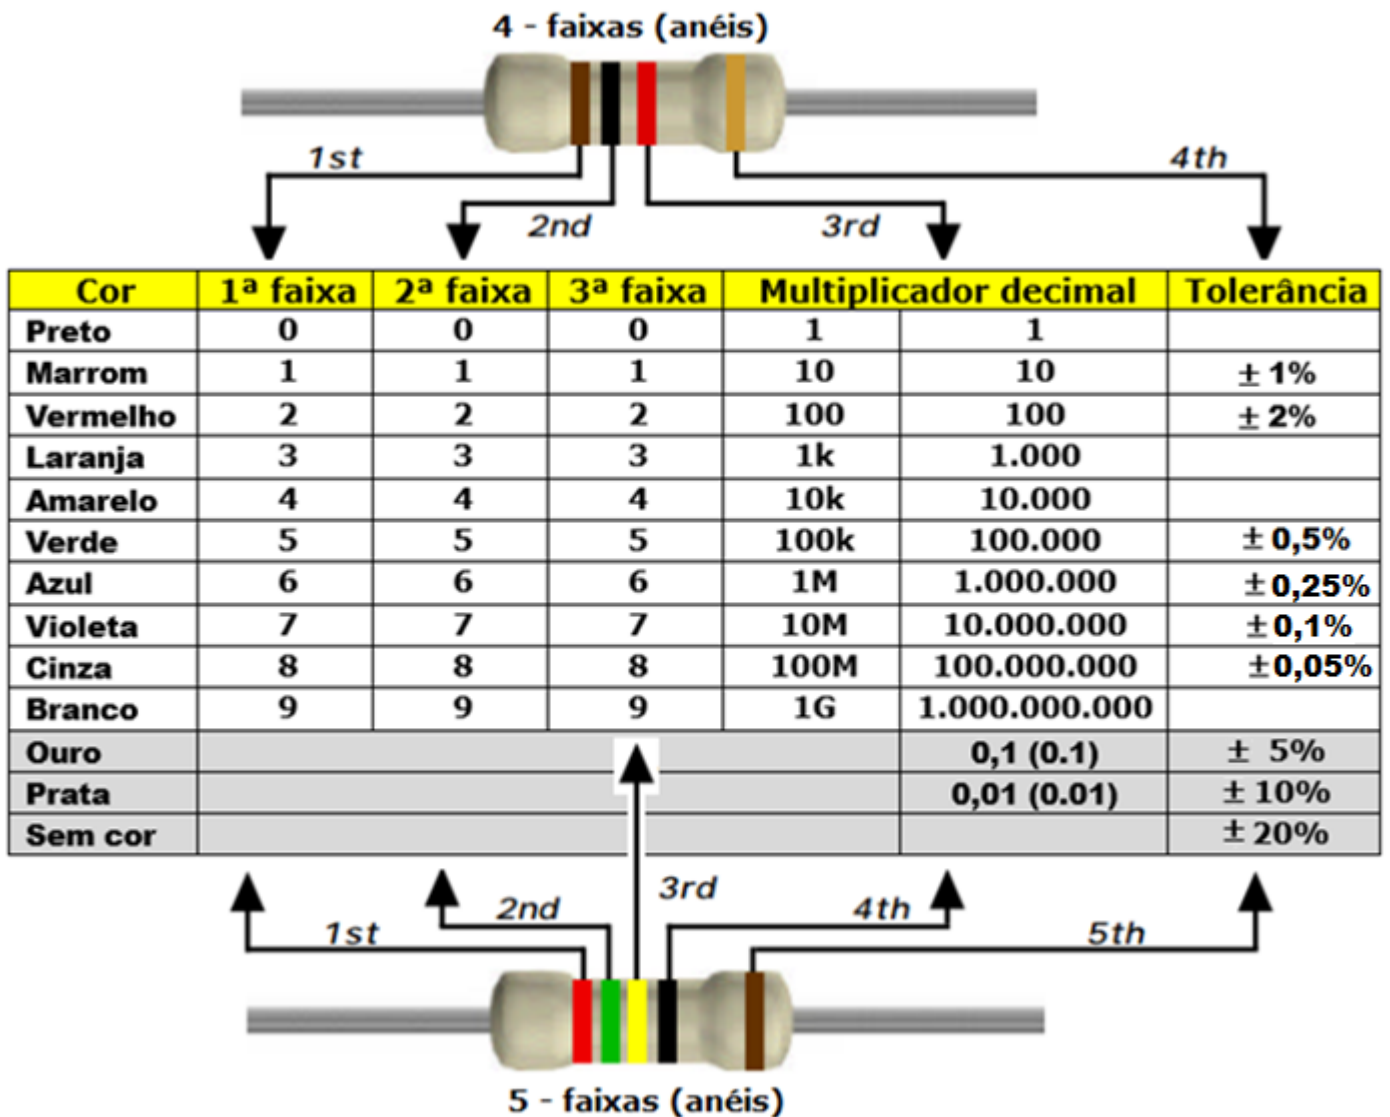 4 - faixas (anéis)
1st 4th
2nd 3rd
Cor 1ª faixa 2ª faixa 3ª faixa Multiplicador decimal Tolerância
Preto 0 0 0 1 1
Marrom 1 1 1 10 10 ± 1%
Vermelho 2 2 2 100 100 ± 2%
Laranja 3 3 3 1k 1.000
Amarelo 4 4 4 10k 10.000
Verde 5 5 5 100k 100.000 ± 0,5%
Azul 6 6 6 1M 1.000.000 ± 0,25%
Violeta 7 7 7 10M 10.000.000 ± 0,1%
Cinza 8 8 8 100M 100.000.000 ± 0,05%
Branco 9 9 9 1G 1.000.000.000
Ouro 0,1 (0.1) ± 5%
Prata 0,01 (0.01) ± 10%
Sem cor ± 20%
3rd
2nd 4th
1st 5th
5 - faixas (anéis)